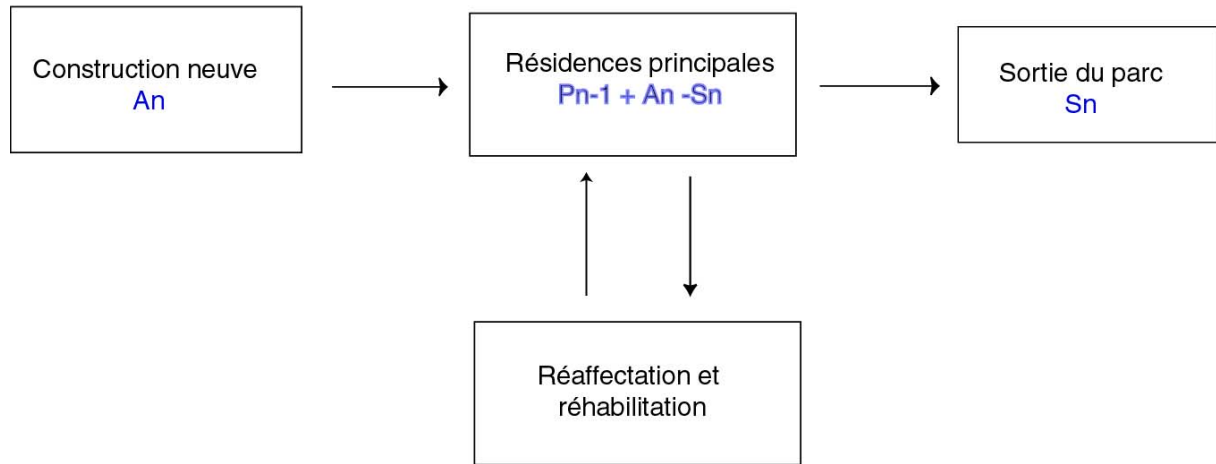 Construction neuve
An
Résidences principales
Pn-1 + An -Sn
Sortie du parc
Sn
Réaffectation et
réhabilitation